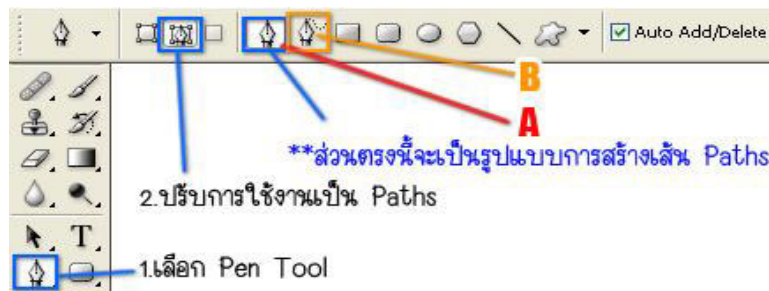 Auto Add/Delete
B
A
**ส่วนตรงนี้จะเป็นรูปแบบการสร้างเส้น Paths
2.ปรับการใช้งานเป็น Paths
T
1.เลือก Pen Tool